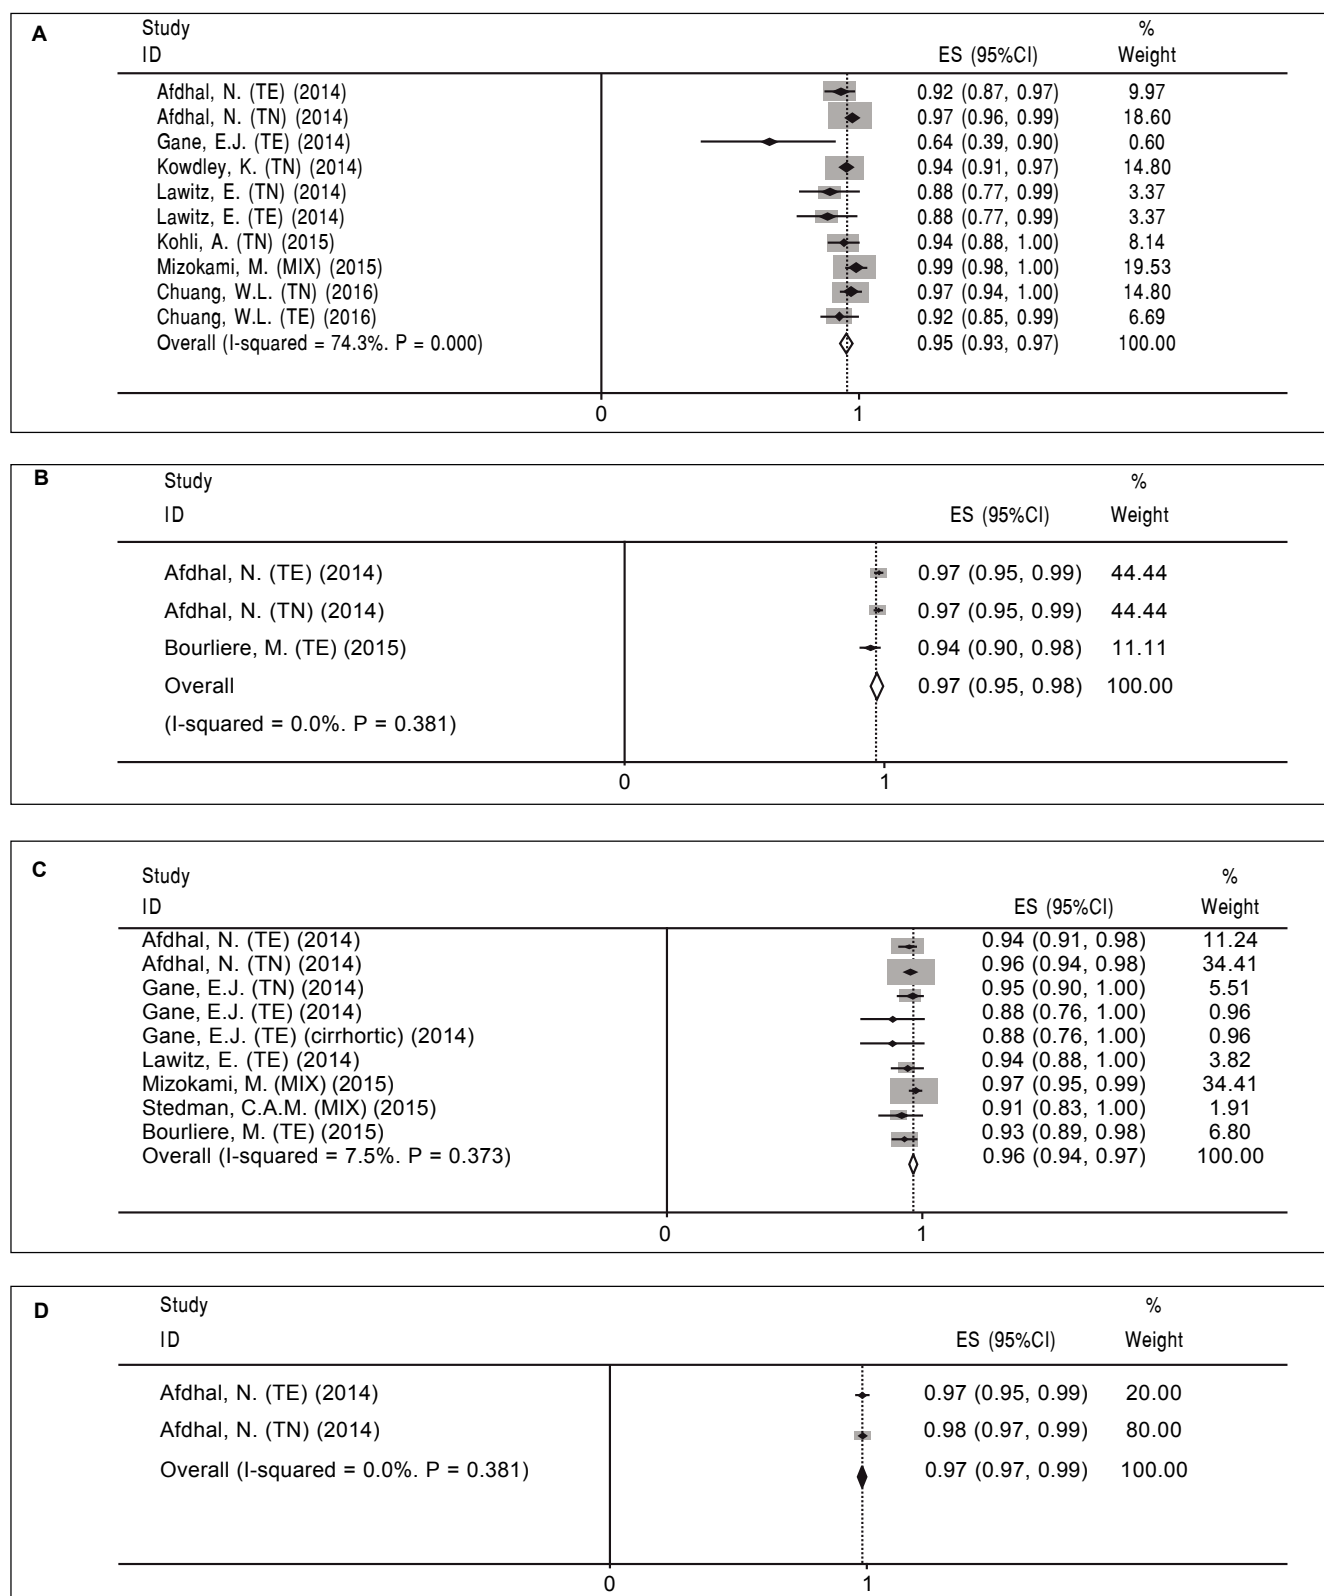 A
Study %
ID ES (95%CI) Weight
Afdhal, N. (TE) (2014) 0.92 (0.87, 0.97) 9.97
Afdhal, N. (TN) (2014) 0.97 (0.96, 0.99) 18.60
Gane, E.J. (TE) (2014) 0.64 (0.39, 0.90) 0.60
Kowdley, K. (TN) (2014) 0.94 (0.91, 0.97) 14.80
Lawitz, E. (TN) (2014) 0.88 (0.77, 0.99) 3.37
Lawitz, E. (TE) (2014) 0.88 (0.77, 0.99) 3.37
Kohli, A. (TN) (2015) 0.94 (0.88, 1.00) 8.14
Mizokami, M. (MIX) (2015) 0.99 (0.98, 1.00) 19.53
Chuang, W.L. (TN) (2016) 0.97 (0.94, 1.00) 14.80
Chuang, W.L. (TE) (2016) 0.92 (0.85, 0.99) 6.69
Overall (I-squared = 74.3%. P = 0.000) 0.95 (0.93, 0.97) 100.00
0 1
B
Study %
ID ES (95%CI) Weight
Afdhal, N. (TE) (2014) 0.97 (0.95, 0.99) 44.44
Afdhal, N. (TN) (2014) 0.97 (0.95, 0.99) 44.44
Bourliere, M. (TE) (2015) 0.94 (0.90, 0.98) 11.11
Overall 0.97 (0.95, 0.98) 100.00
(I-squared = 0.0%. P = 0.381)
0 1
C
Study %
ID ES (95%CI) Weight
Afdhal, N. (TE) (2014) 0.94 (0.91, 0.98) 11.24
Afdhal, N. (TN) (2014) 0.96 (0.94, 0.98) 34.41
Gane, E.J. (TN) (2014) 0.95 (0.90, 1.00) 5.51
Gane, E.J. (TE) (2014) 0.88 (0.76, 1.00) 0.96
Gane, E.J. (TE) (cirrhortic) (2014) 0.88 (0.76, 1.00) 0.96
Lawitz, E. (TE) (2014) 0.94 (0.88, 1.00) 3.82
Mizokami, M. (MIX) (2015) 0.97 (0.95, 0.99) 34.41
Stedman, C.A.M. (MIX) (2015) 0.91 (0.83, 1.00) 1.91
Bourliere, M. (TE) (2015) 0.93 (0.89, 0.98) 6.80
Overall (I-squared = 7.5%. P = 0.373) 0.96 (0.94, 0.97) 100.00
0 1
D
Study %
ID ES (95%CI) Weight
Afdhal, N. (TE) (2014) 0.97 (0.95, 0.99) 20.00
Afdhal, N. (TN) (2014) 0.98 (0.97, 0.99) 80.00
Overall (I-squared = 0.0%. P = 0.381) 0.97 (0.97, 0.99) 100.00
0 1